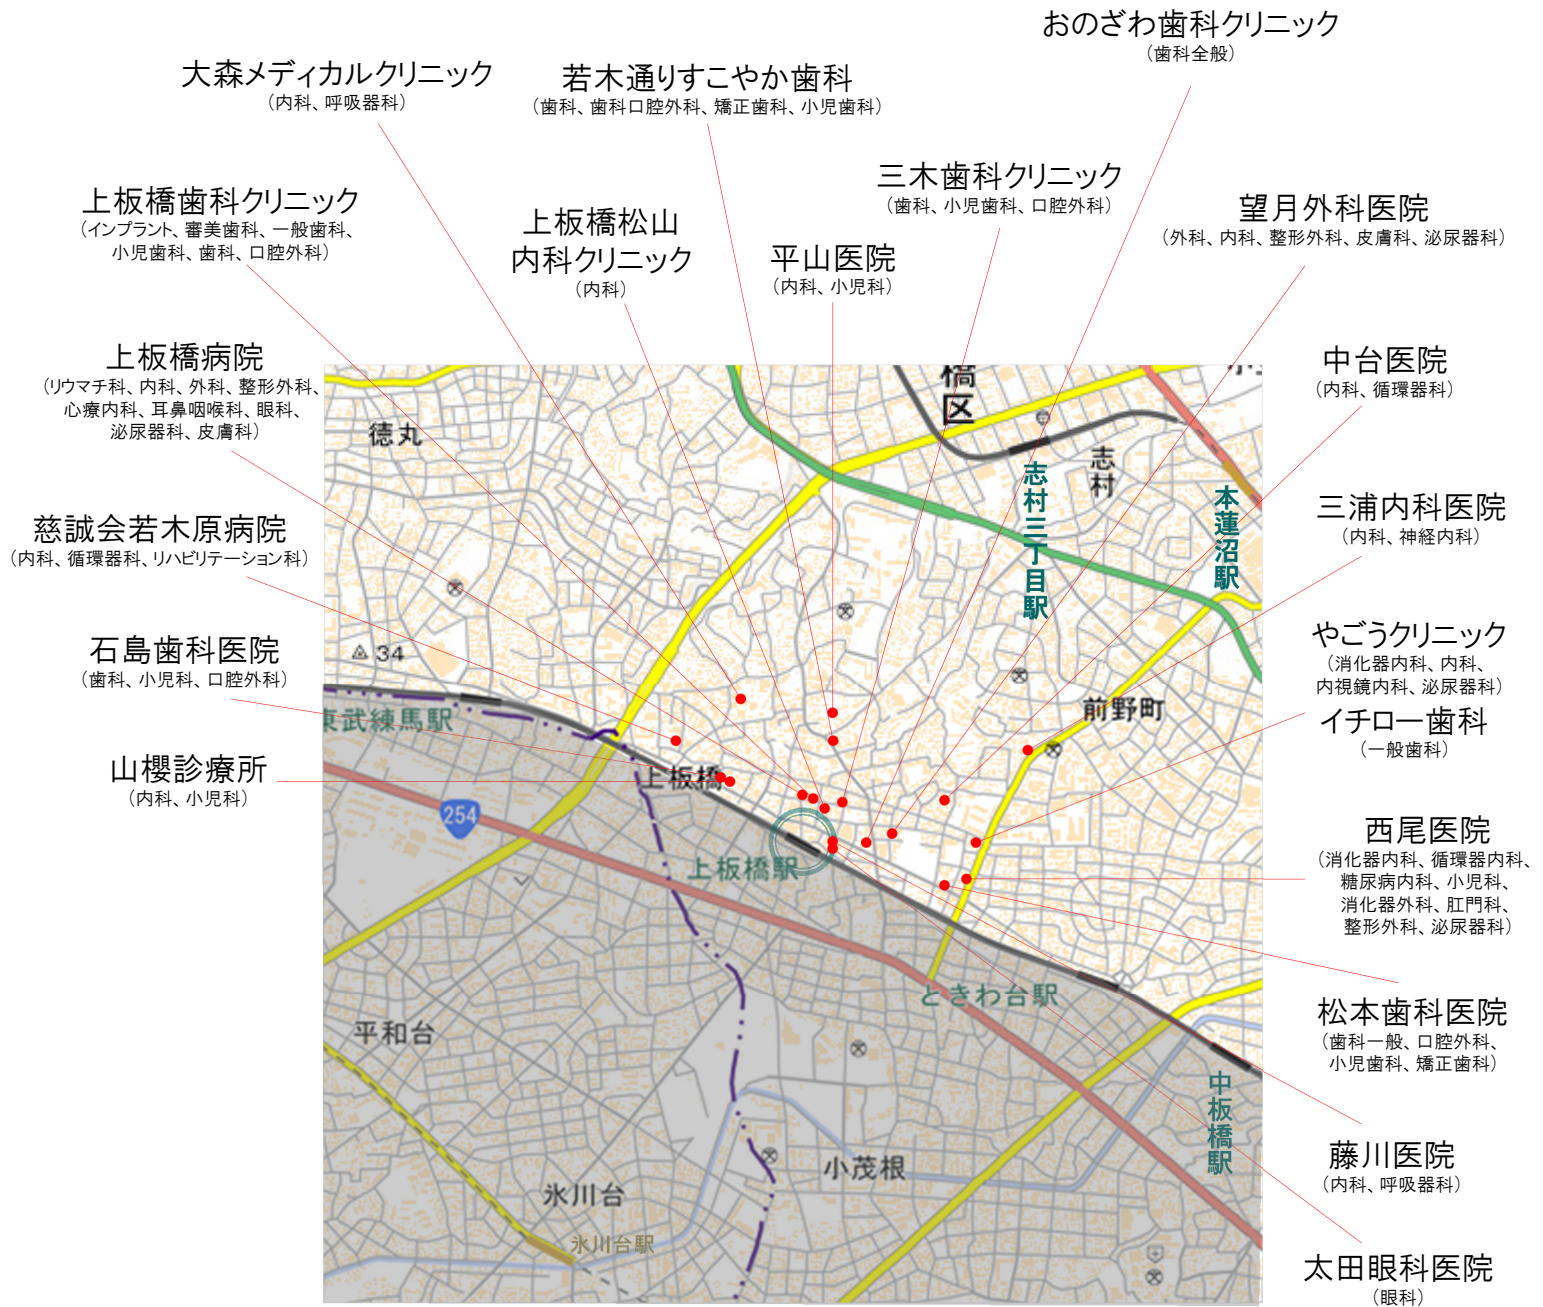 おのざわ歯科クリニック
（歯科全般）
大森メディカルクリニック
（内科、呼吸器科）
若木通りすこやか歯科
（歯科、歯科口腔外科、矯正歯科、小児歯科）
三木歯科クリニック
（歯科、小児歯科、口腔外科）
上板橋歯科クリニック
（インプラント、審美歯科、一般歯科、
小児歯科、歯科、口腔外科）
上板橋松山
内科クリニック
（内科）
平山医院
（内科、小児科）
望月外科医院
（外科、内科、整形外科、皮膚科、泌尿器科）
上板橋病院
（リウマチ科、内科、外科、整形外科、
心療内科、耳鼻咽喉科、眼科、
泌尿器科、皮膚科）
中台医院
（内科、循環器科）
慈誠会若木原病院
（内科、循環器科、リハビリテーション科）
三浦内科医院
（内科、神経内科）
石島歯科医院
（歯科、小児科、口腔外科）
やごうクリニック
（消化器内科、内科、
内視鏡内科、泌尿器科）
イチロー歯科
（一般歯科）
山櫻診療所
（内科、小児科）
西尾医院
（消化器内科、循環器内科、
糖尿病内科、小児科、
消化器外科、肛門科、
整形外科、泌尿器科）
松本歯科医院
（歯科一般、口腔外科、
小児歯科、矯正歯科）
藤川医院
（内科、呼吸器科）
太田眼科医院
（眼科）
橋区
徳丸
志村
志村三丁目駅
本蓮沼駅
34
前野町
東武練馬駅
上板橋
254
上板橋駅
ときわ台駅
平和台
中板橋駅
小茂根
氷川台
氷川台駅